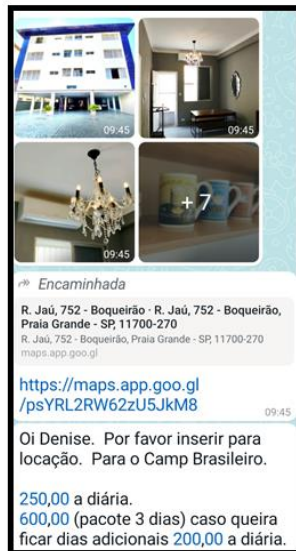 09:45
09:45
09:45
+ 7
Encaminhada
R. Jaú, 752 - Boqueirão · R. Jaú, 752 - Boqueirão,
Praia Grande - SP, 11700-270
R. Jaú, 752 - Boqueirão, Praia Grande - SP, 11700-270
maps.app.goo.gl
https://maps.app.goo.gl
/psYRL2RW62zU5JkM8
09:45
Oi Denise. Por favor inserir para
locação. Para o Camp Brasileiro.
250,00 a diária.
600,00 (pacote 3 dias) caso queira
ficar dias adicionais 200,00 a diária.